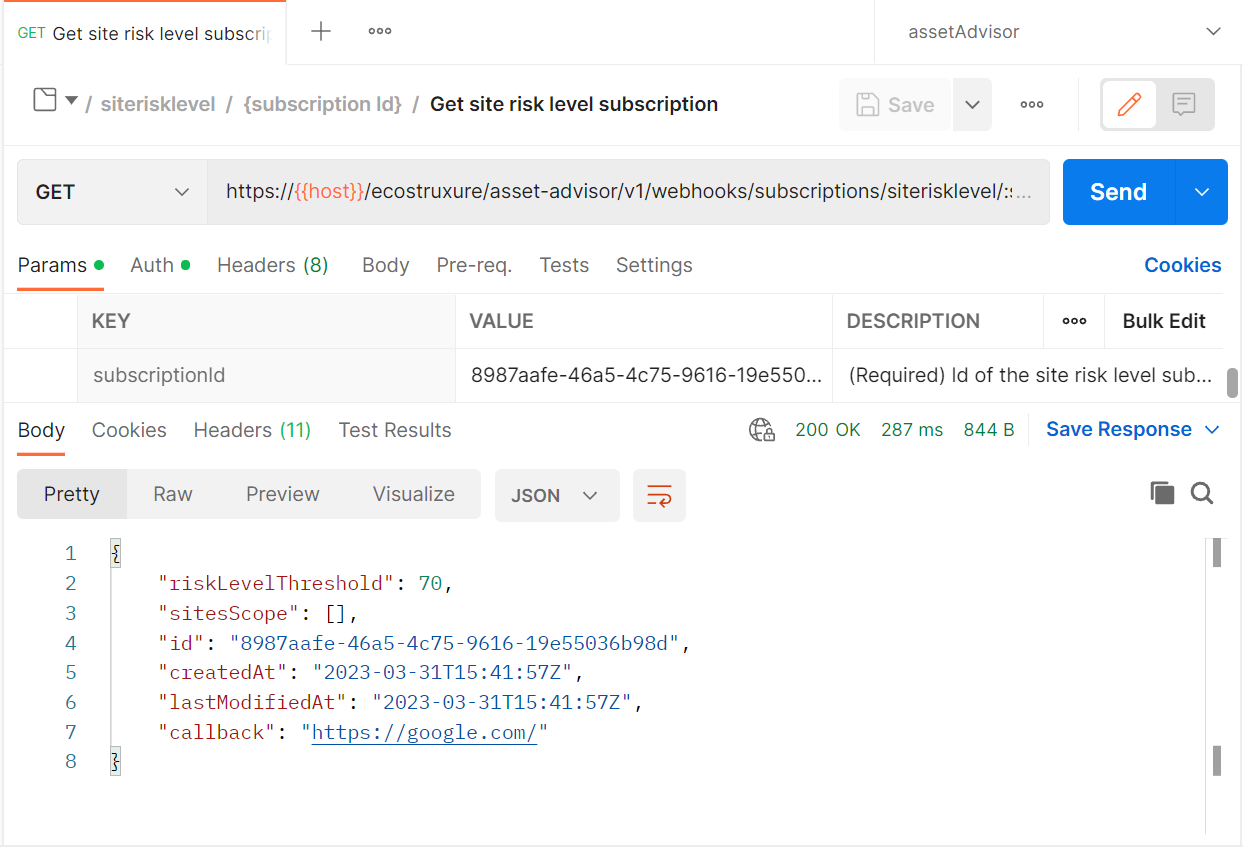 GET Get site risk level subscrip
assetAdvisor
/ siterisklevel / {subscription Id} / Get site risk level subscription
Save
GET
https://{{host}}/ecostruxure/asset-advisor/v1/webhooks/subscriptions/siterisklevel/::...
Send
Params Auth Headers (8) Body Pre-req. Tests Settings Cookies
KEY VALUE DESCRIPTION Bulk Edit
subscriptionId 8987aafe-46a5-4c75-9616-19e550... (Required) Id of the site risk level sub...
Body Cookies Headers (11) Test Results 200 OK 287 ms 844 B Save Response
Pretty Raw Preview Visualize JSON
1 {
2 "riskLevelThreshold": 70,
3 "sitesScope": [],
4 "id": "8987aafe-46a5-4c75-9616-19e55036b98d",
5 "createdAt": "2023-03-31T15:41:57Z",
6 "lastModifiedAt": "2023-03-31T15:41:57Z",
7 "callback": "https://google.com/"
8 }